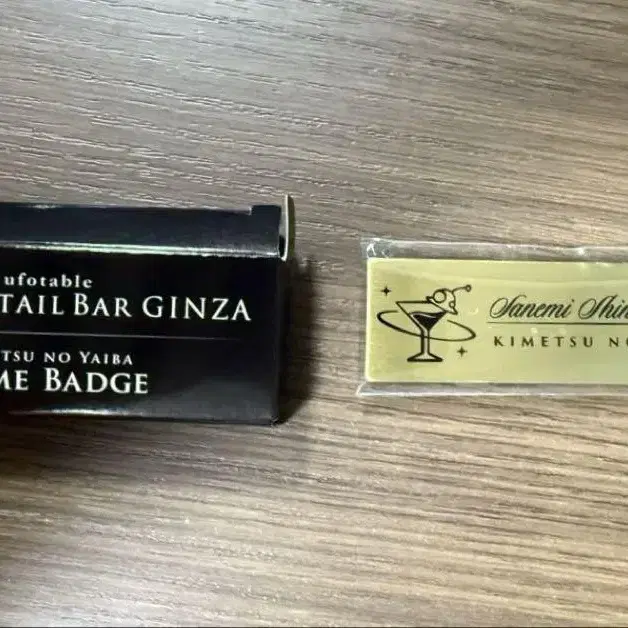 ufotable
TAIL BAR GINZA
TSU NO YAIBA
ME BADGE
Sanemi Shin
KIMETSU NO